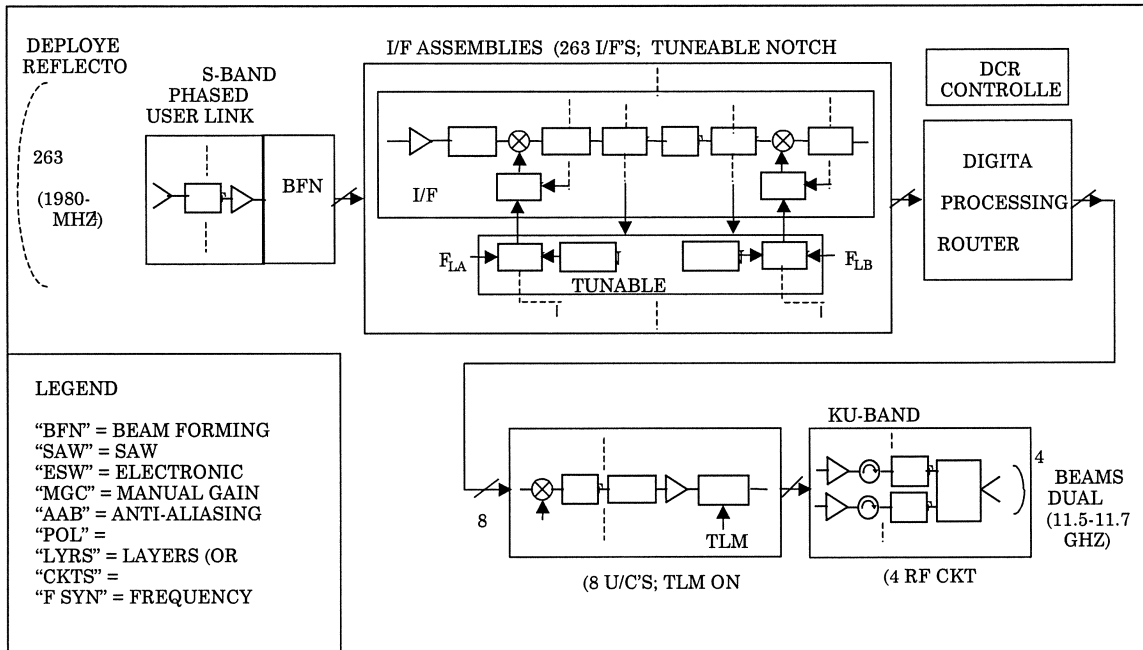 DEPLOYE
REFLECTO
S-BAND
PHASED
USER LINK
263
(1980-
MHZ)
BFN
I/F ASSEMBLIES (263 I/F'S; TUNEABLE NOTCH
I/F
F_LA
F_LB
TUNABLE
DCR
CONTROLLE
DIGITA
PROCESSING
ROUTER
LEGEND
"BFN" = BEAM FORMING
"SAW" = SAW
"ESW" = ELECTRONIC
"MGC" = MANUAL GAIN
"AAB" = ANTI-ALIASING
"POL" =
"LYRS" = LAYERS (OR
"CKTS" =
"F SYN" = FREQUENCY
8
TLM
(8 U/C'S; TLM ON
KU-BAND
4
BEAMS
DUAL
(11.5-11.7
GHZ)
(4 RF CKT